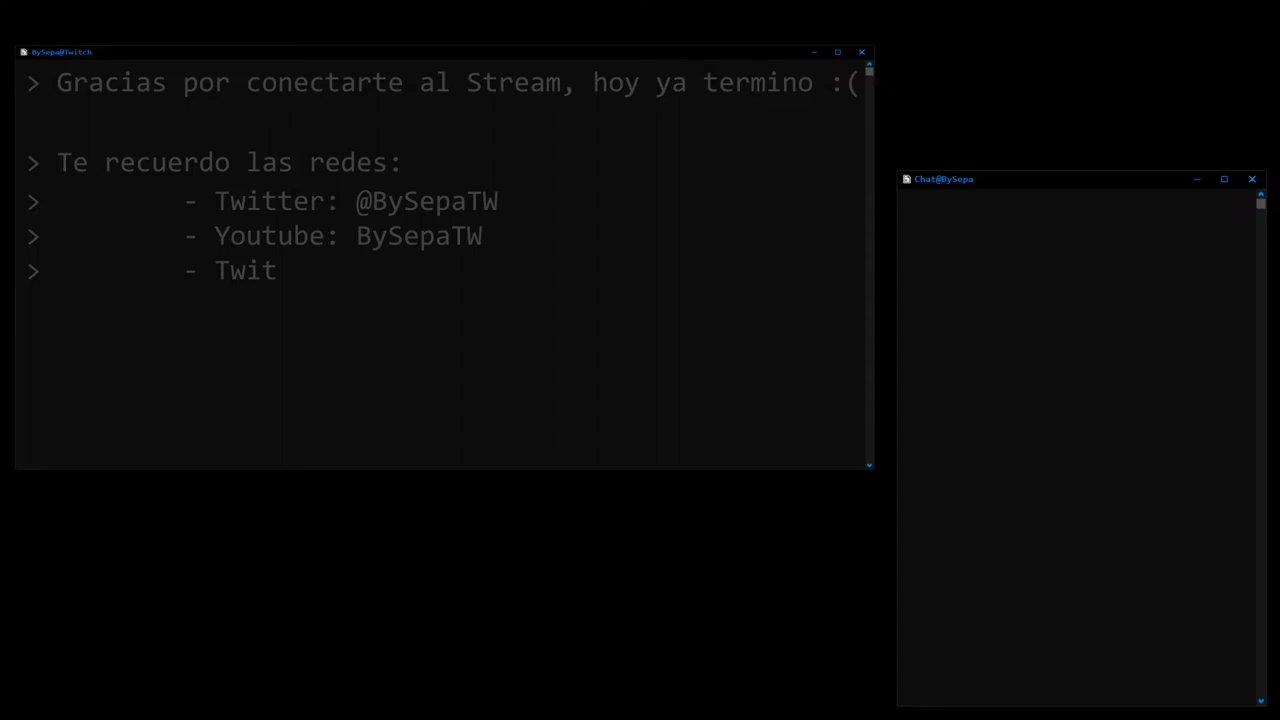 BySepa@Twitch
> Gracias por conectarte al Stream, hoy ya termino :(
> Te recuerdo las redes:
> - Twitter: @BySepaTW
> - Youtube: BySepaTW
> - Twit
Chat@BySepa